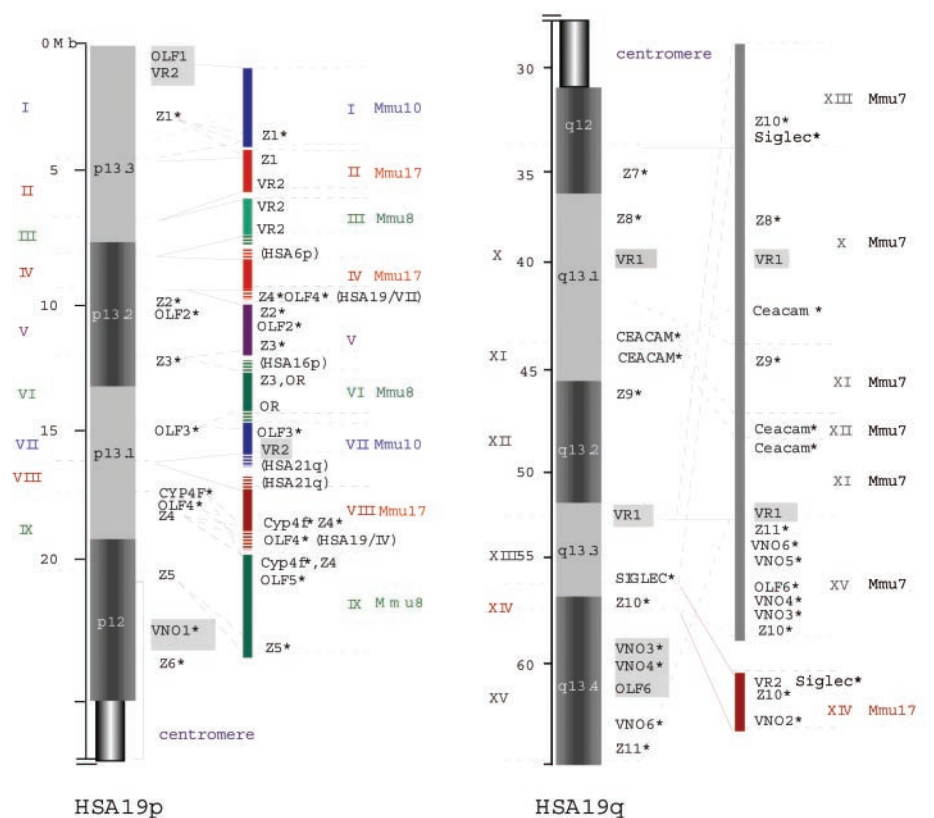 0 Mb
OLF1
VR2
I
Z1*
p13.3
5
II
III
IV
Z2*
10
OLF2*
p13.2
V
Z3*
VI
15
OLF3*
VII
p13.1
VIII
CYP4F*
OLF4*
Z4
IX
20
Z5
p12
VNO1*
Z6*
centromere
HSA19p
I Mmu10
Z1*
Z1
II Mmu17
VR2
VR2
III Mmu8
VR2
(HSA6p)
IV Mmu17
Z4*OLF4* (HSA19/VII)
Z2*
OLF2*
V
Z3*
(HSA16p)
Z3,OR
VI Mmu8
OR
OLF3*
VII Mmu10
VR2
(HSA21q)
(HSA21q)
VIII Mmu17
Cyp4f*Z4*
OLF4* (HSA19/IV)
Cyp4f*,Z4
OLF5*
IX Mmu8
Z5*
centromere
30
q12
35
Z7*
Z8*
X
40
VR1
q13.1
CEACAM*
XI
CEACAM*
45
Z9*
XII
q13.2
50
VR1
q13.3
XIII
55
SIGLEC*
XIV
Z10*
VNO3*
60
VNO4*
q13.4
OLF6
XV
VNO6*
Z11*
HSA19q
XIII Mmu7
Z10*
Siglec*
Z8*
X Mmu7
VR1
Ceacam *
Z9*
XI Mmu7
Ceacam*
XII Mmu7
Ceacam*
XI Mmu7
VR1
Z11*
VNO6*
VNO5*
XV Mmu7
OLF6*
VNO4*
VNO3*
Z10*
VR2 Siglec*
Z10*
XIV Mmu17
VNO2*